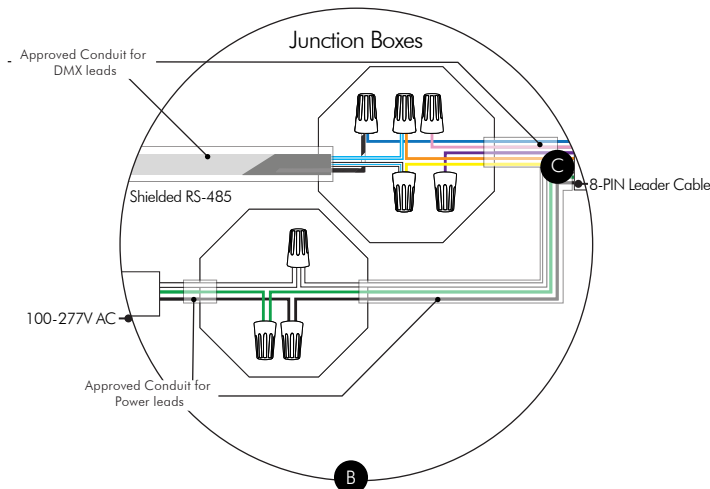 Junction Boxes
Approved Conduit for
DMX leads
C
8-PIN Leader Cable
Shielded RS-485
100-277V AC
Approved Conduit for
Power leads
B